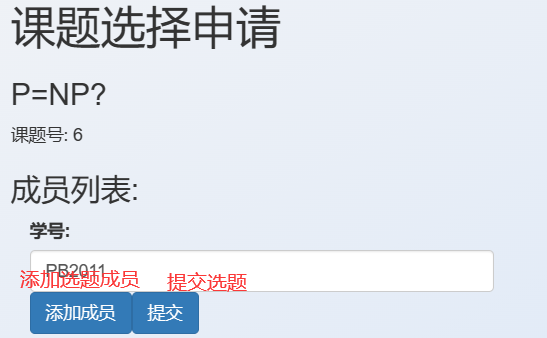 课题选择申请
P=NP?
课题号: 6
成员列表:
学号:
PB2011
添加选题成员 提交选题
添加成员 提交